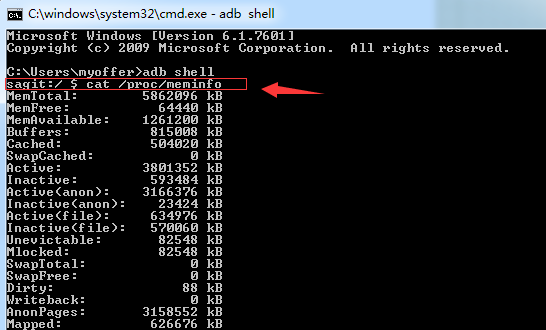 C:\windows\system32\cmd.exe - adb  shell
Microsoft Windows [Version 6.1.7601]
Copyright (c) 2009 Microsoft Corporation.  All rights reserved.
C:\Users\myoffer>adb shell
sagit:/ $ cat /proc/meminfo
MemTotal:        5862096 kB
MemFree:           64440 kB
MemAvailable:    1261200 kB
Buffers:          815008 kB
Cached:           504020 kB
SwapCached:            0 kB
Active:          3801352 kB
Inactive:         593484 kB
Active(anon):    3166376 kB
Inactive(anon):    23424 kB
Active(file):     634976 kB
Inactive(file):   570060 kB
Unevictable:       82548 kB
Mlocked:           82548 kB
SwapTotal:             0 kB
SwapFree:              0 kB
Dirty:                88 kB
Writeback:             0 kB
AnonPages:       3158552 kB
Mapped:           626676 kB